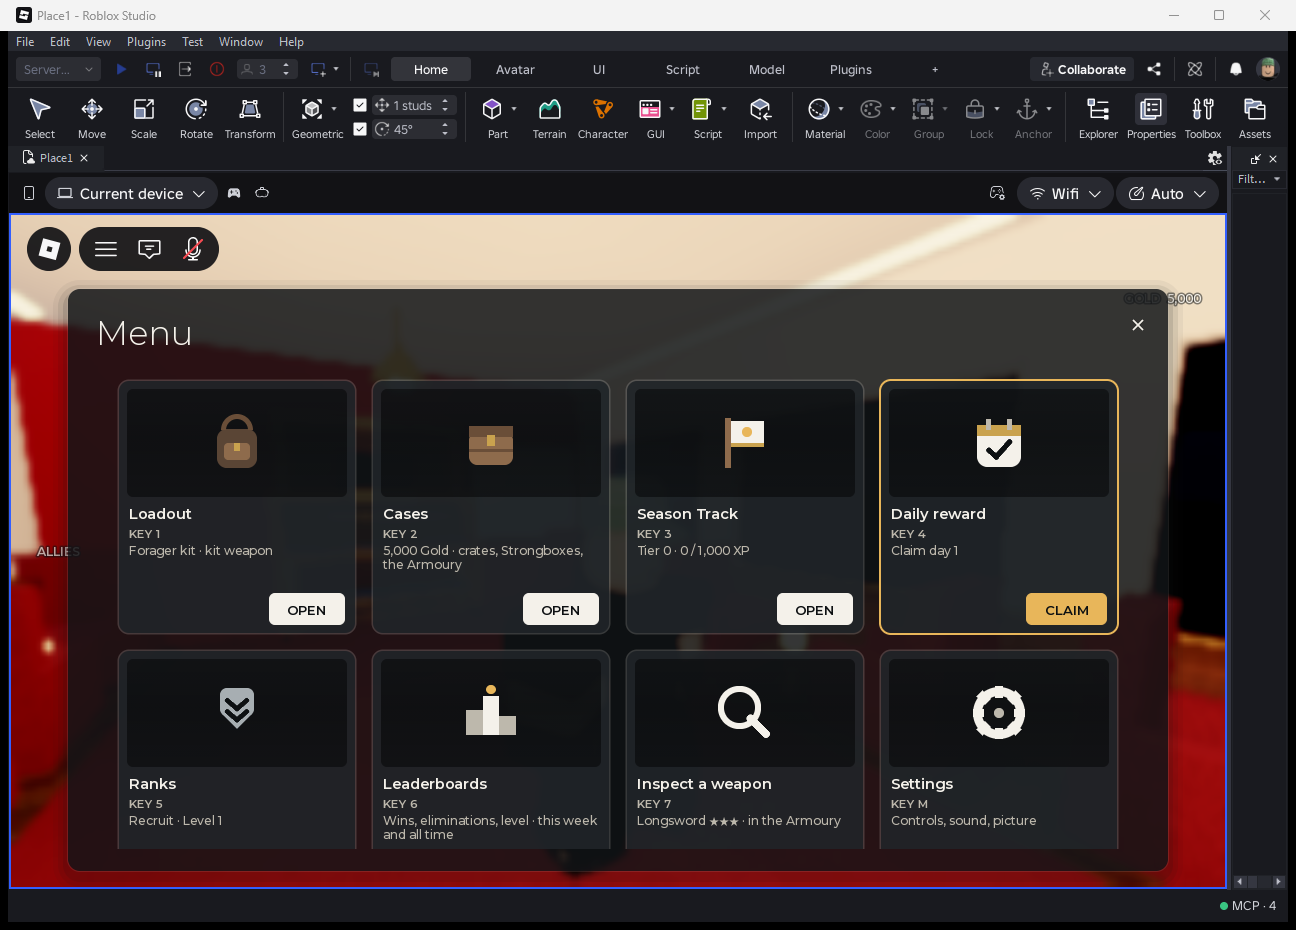 Place1 - Roblox Studio
File Edit View Plugins Test Window Help
Server... 3 Home Avatar UI Script Model Plugins + Collaborate
1 studs
45°
Select Move Scale Rotate Transform Geometric Part Terrain Character GUI Script Import Material Color Group Lock Anchor Explorer Properties Toolbox Assets
Place1
Filt...
Current device Wifi Auto
GOLD 5,000
Menu
ALLIES
Loadout
KEY 1
Forager kit · kit weapon
OPEN
Cases
KEY 2
5,000 Gold · crates, Strongboxes,
the Armoury
OPEN
Season Track
KEY 3
Tier 0 · 0 / 1,000 XP
OPEN
Daily reward
KEY 4
Claim day 1
CLAIM
Ranks
KEY 5
Recruit · Level 1
Leaderboards
KEY 6
Wins, eliminations, level · this week
and all time
Inspect a weapon
KEY 7
Longsword ★★★ · in the Armoury
Settings
KEY M
Controls, sound, picture
MCP · 4